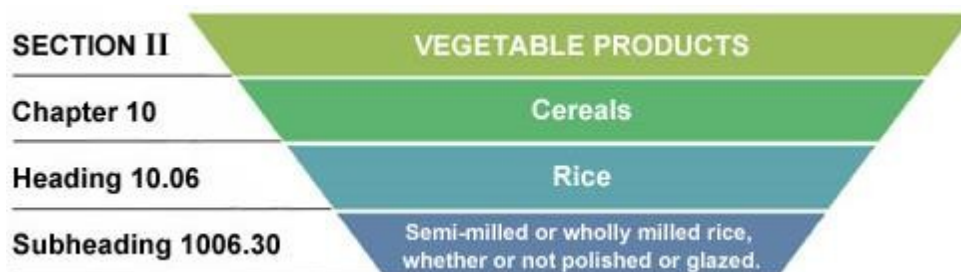 SECTION II VEGETABLE PRODUCTS
Chapter 10 Cereals
Heading 10.06 Rice
Subheading 1006.30 Semi-milled or wholly milled rice,
whether or not polished or glazed.